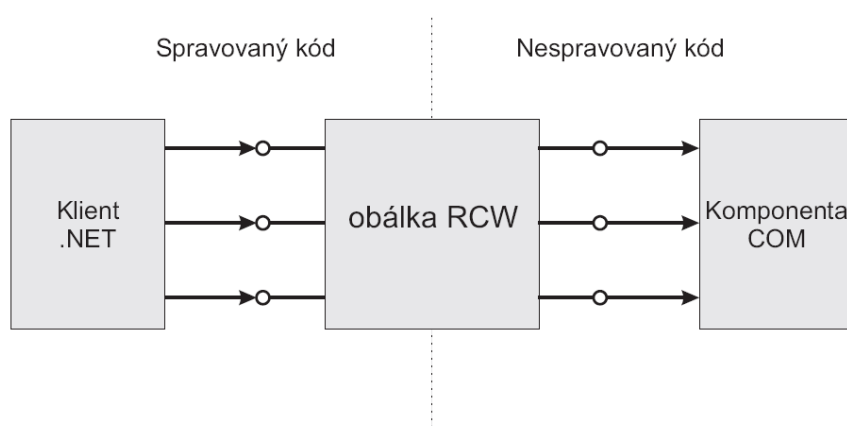 Spravovaný kód
Nespravovaný kód
Klient
.NET
obálka RCW
Komponenta
COM